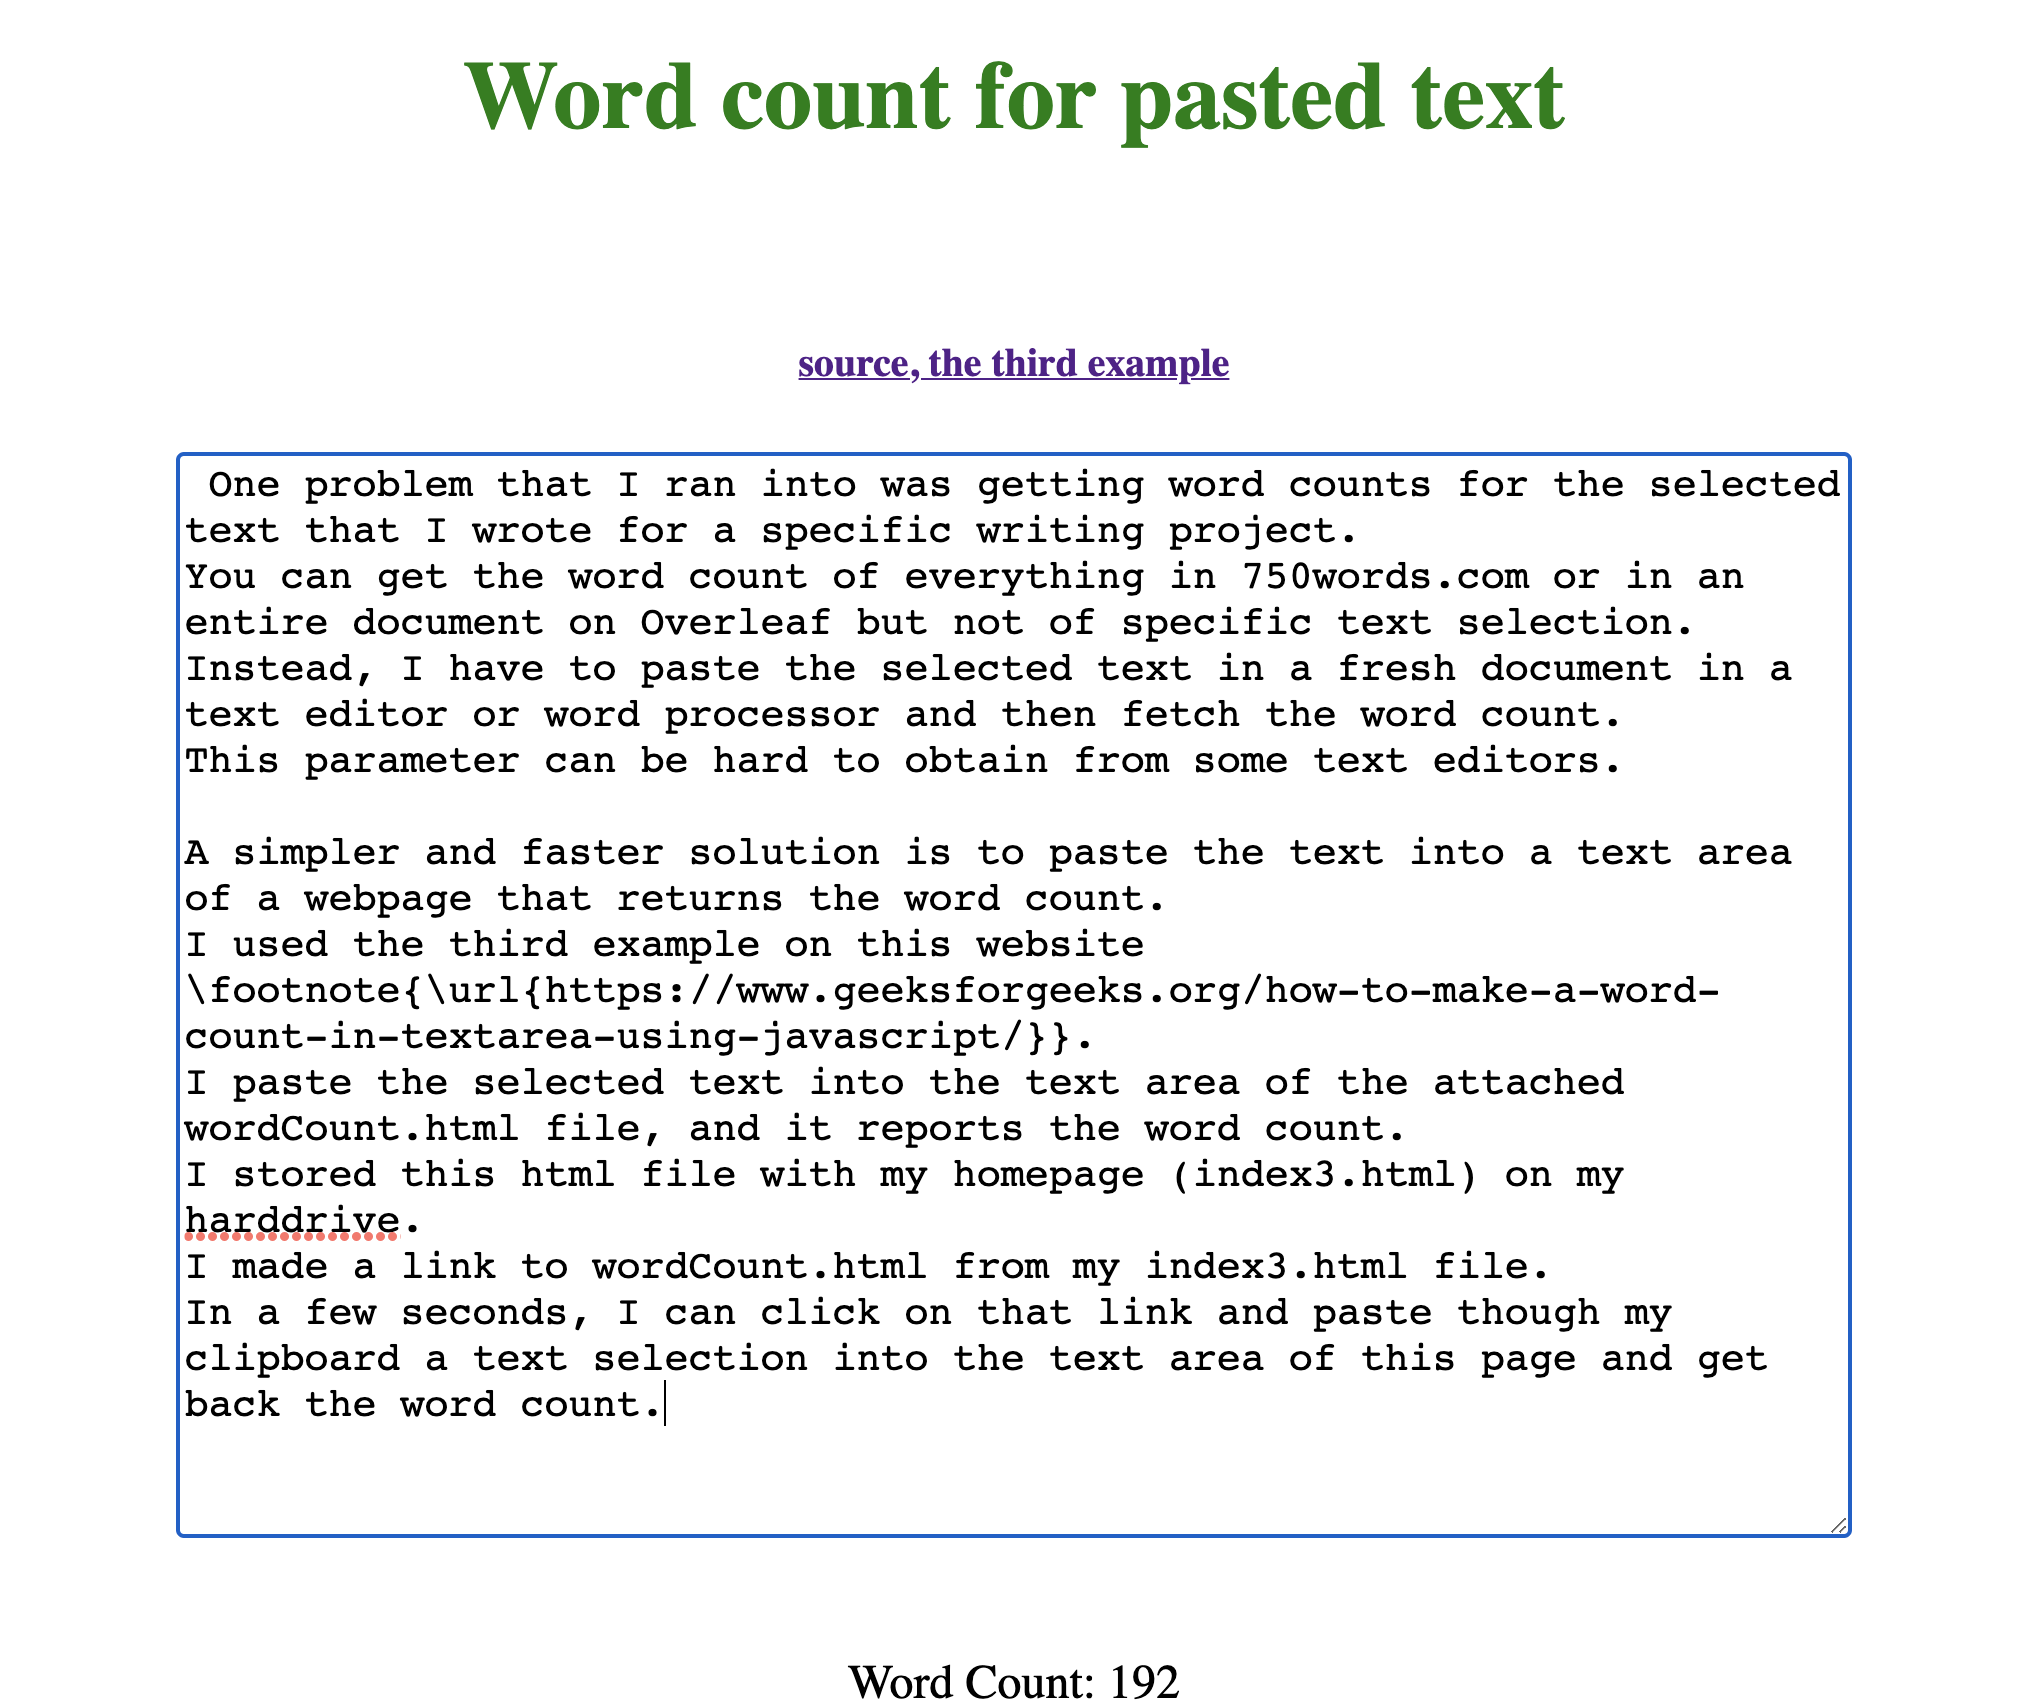 Word count for pasted text
source, the third example
One problem that I ran into was getting word counts for the selected
text that I wrote for a specific writing project.
You can get the word count of everything in 750words.com or in an
entire document on Overleaf but not of specific text selection.
Instead, I have to paste the selected text in a fresh document in a
text editor or word processor and then fetch the word count.
This parameter can be hard to obtain from some text editors.
A simpler and faster solution is to paste the text into a text area
of a webpage that returns the word count.
I used the third example on this website
\footnote{\url{https://www.geeksforgeeks.org/how-to-make-a-word-
count-in-textarea-using-javascript/}}.
I paste the selected text into the text area of the attached
wordCount.html file, and it reports the word count.
I stored this html file with my homepage (index3.html) on my
harddrive.
I made a link to wordCount.html from my index3.html file.
In a few seconds, I can click on that link and paste though my
clipboard a text selection into the text area of this page and get
back the word count.
Word Count: 192